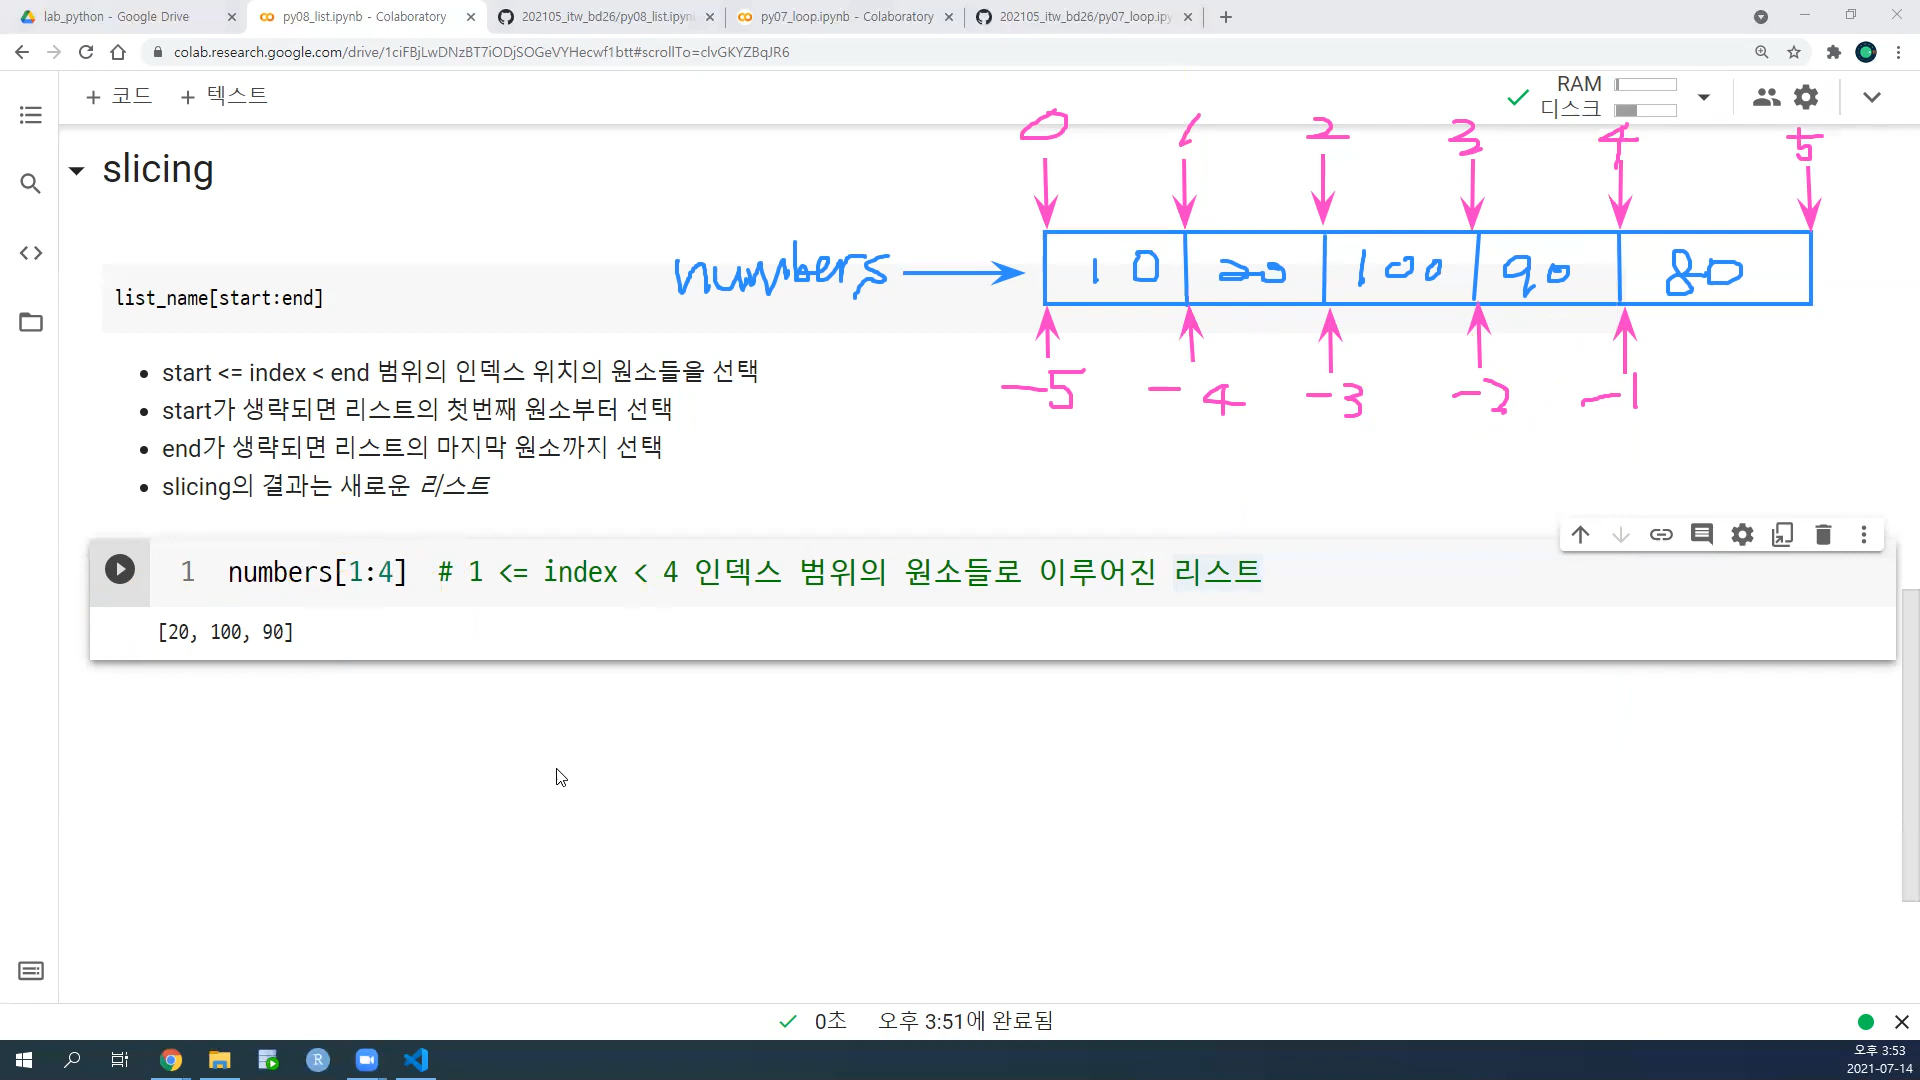 lab_python - Google Drive
py08_list.ipynb - Colaboratory
202105_itw_bd26/py08_list.ipyn
py07_loop.ipynb - Colaboratory
202105_itw_bd26/py07_loop.ipy
colab.research.google.com/drive/1ciFBjLwDNzBT7iODjSOGeVYHecwf1btt#scrollTo=clvGKYZBqJR6
+ 코드 + 텍스트
RAM
디스크
0 1 2 3 4 5
slicing
numbers
10 20 100 90 80
list_name[start:end]
-5 -4 -3 -2 -1
start <= index < end 범위의 인덱스 위치의 원소들을 선택
start가 생략되면 리스트의 첫번째 원소부터 선택
end가 생략되면 리스트의 마지막 원소까지 선택
slicing의 결과는 새로운 리스트
1 numbers[1:4] # 1 <= index < 4 인덱스 범위의 원소들로 이루어진 리스트
[20, 100, 90]
0초 오후 3:51에 완료됨
R
오후 3:53
2021-07-14